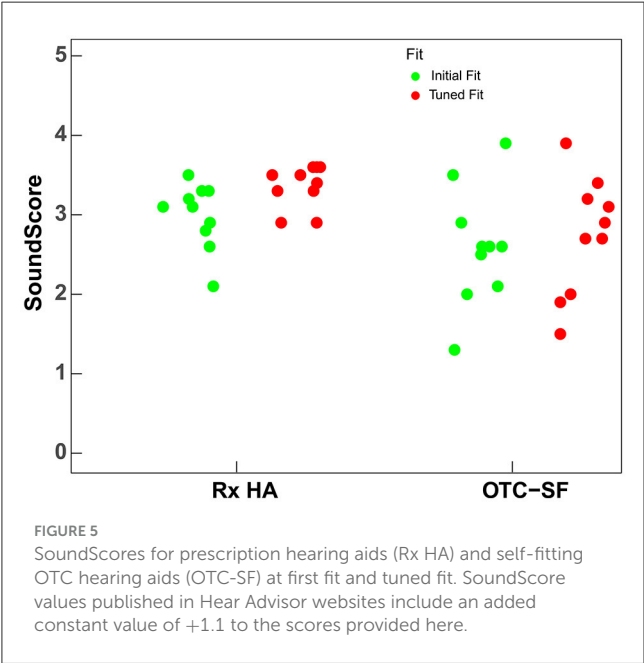 5
4
3
2
1
0
SoundScore
Fit
Initial Fit
Tuned Fit
Rx HA
OTC−SF
FIGURE 5
SoundScores for prescription hearing aids (Rx HA) and self-fitting
OTC hearing aids (OTC-SF) at first fit and tuned fit. SoundScore
values published in Hear Advisor websites include an added
constant value of +1.1 to the scores provided here.